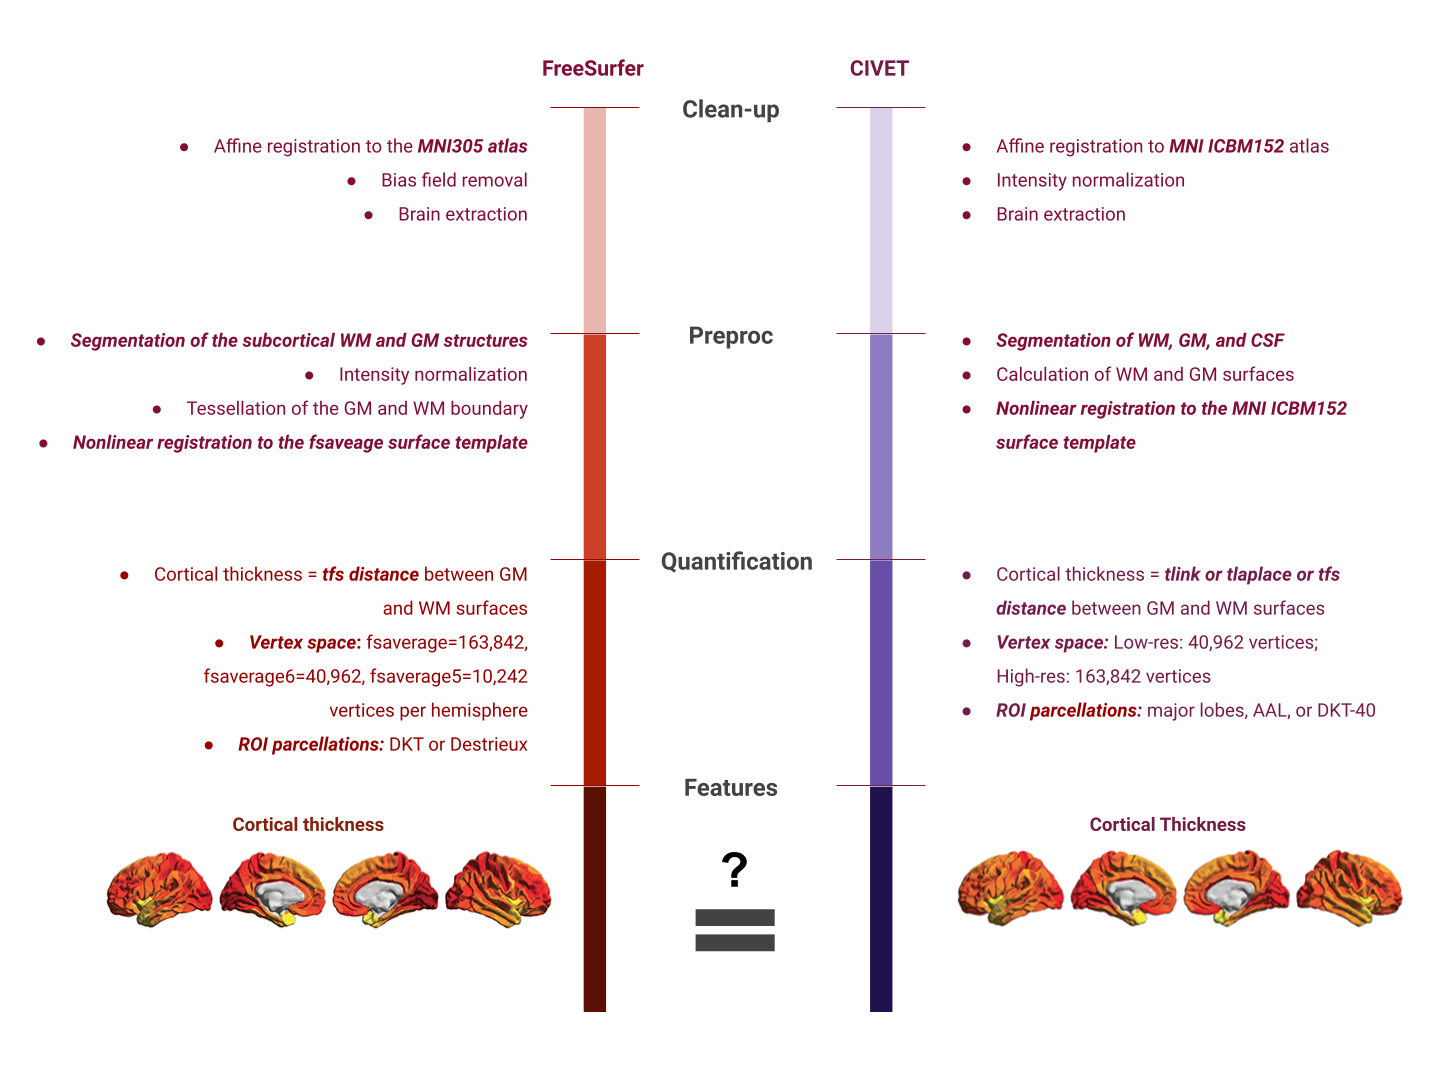 FreeSurfer
CIVET
Clean-up
● Affine registration to the MNI305 atlas
● Bias field removal
● Brain extraction
● Affine registration to MNI ICBM152 atlas
● Intensity normalization
● Brain extraction
Preproc
● Segmentation of the subcortical WM and GM structures
● Intensity normalization
● Tessellation of the GM and WM boundary
● Nonlinear registration to the fsaveage surface template
● Segmentation of WM, GM, and CSF
● Calculation of WM and GM surfaces
● Nonlinear registration to the MNI ICBM152
surface template
Quantification
● Cortical thickness = tfs distance between GM
and WM surfaces
● Vertex space: fsaverage=163,842,
fsaverage6=40,962, fsaverage5=10,242
vertices per hemisphere
● ROI parcellations: DKT or Destrieux
● Cortical thickness = tlink or tlaplace or tfs
distance between GM and WM surfaces
● Vertex space: Low-res: 40,962 vertices;
High-res: 163,842 vertices
● ROI parcellations: major lobes, AAL, or DKT-40
Features
Cortical thickness
Cortical Thickness
?
=